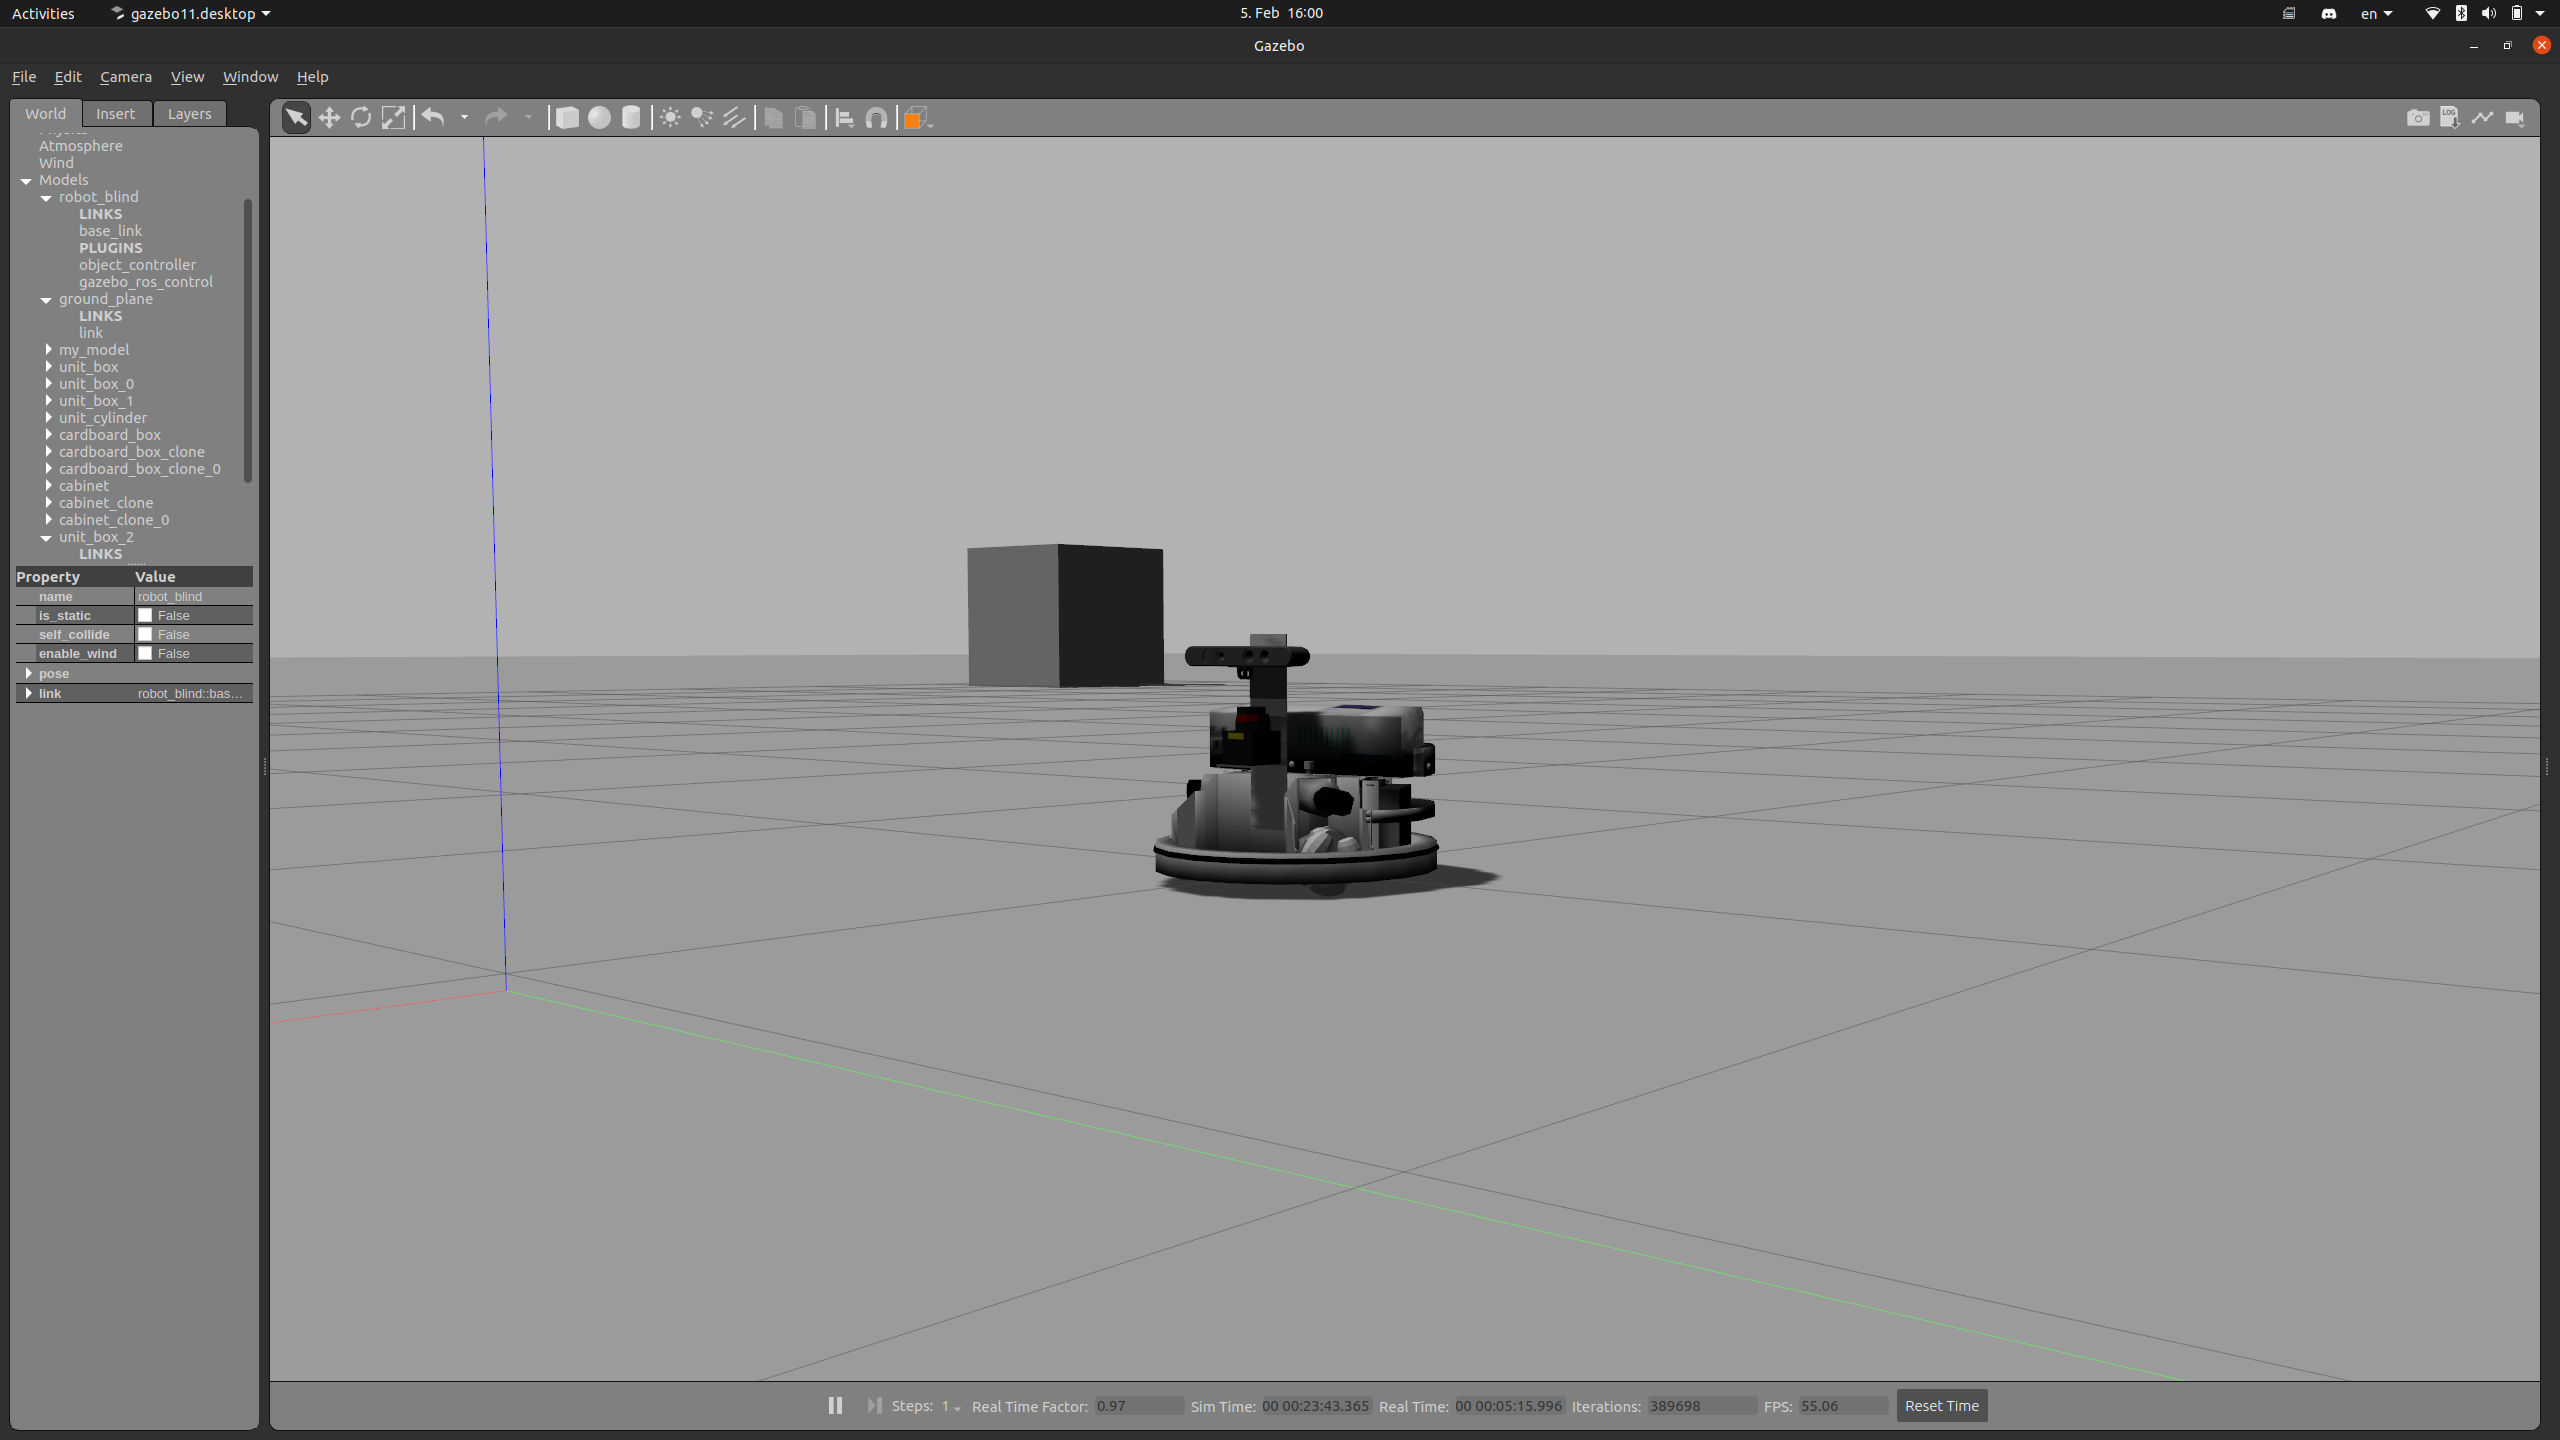 Activities
gazebo11.desktop
5. Feb 16:00
en
Gazebo
File Edit Camera View Window Help
World Insert Layers
Atmosphere
Wind
Models
robot_blind
LINKS
base_link
PLUGINS
object_controller
gazebo_ros_control
ground_plane
LINKS
link
my_model
unit_box
unit_box_0
unit_box_1
unit_cylinder
cardboard_box
cardboard_box_clone
cardboard_box_clone_0
cabinet
cabinet_clone
cabinet_clone_0
unit_box_2
LINKS
Property Value
name robot_blind
is_static False
self_collide False
enable_wind False
pose
link robot_blind::bas...
LOG
Steps: 1 Real Time Factor: 0.97 Sim Time: 00 00:23:43.365 Real Time: 00 00:05:15.996 Iterations: 389698 FPS: 55.06 Reset Time